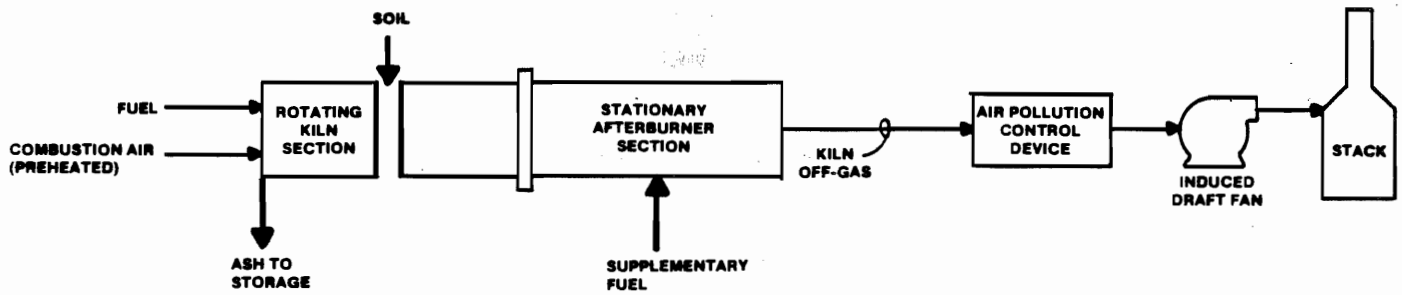 SOIL
FUEL
COMBUSTION AIR
(PREHEATED)
ROTATING
KILN
SECTION
ASH TO
STORAGE
STATIONARY
AFTERBURNER
SECTION
SUPPLEMENTARY
FUEL
KILN
OFF-GAS
AIR POLLUTION
CONTROL
DEVICE
INDUCED
DRAFT FAN
STACK